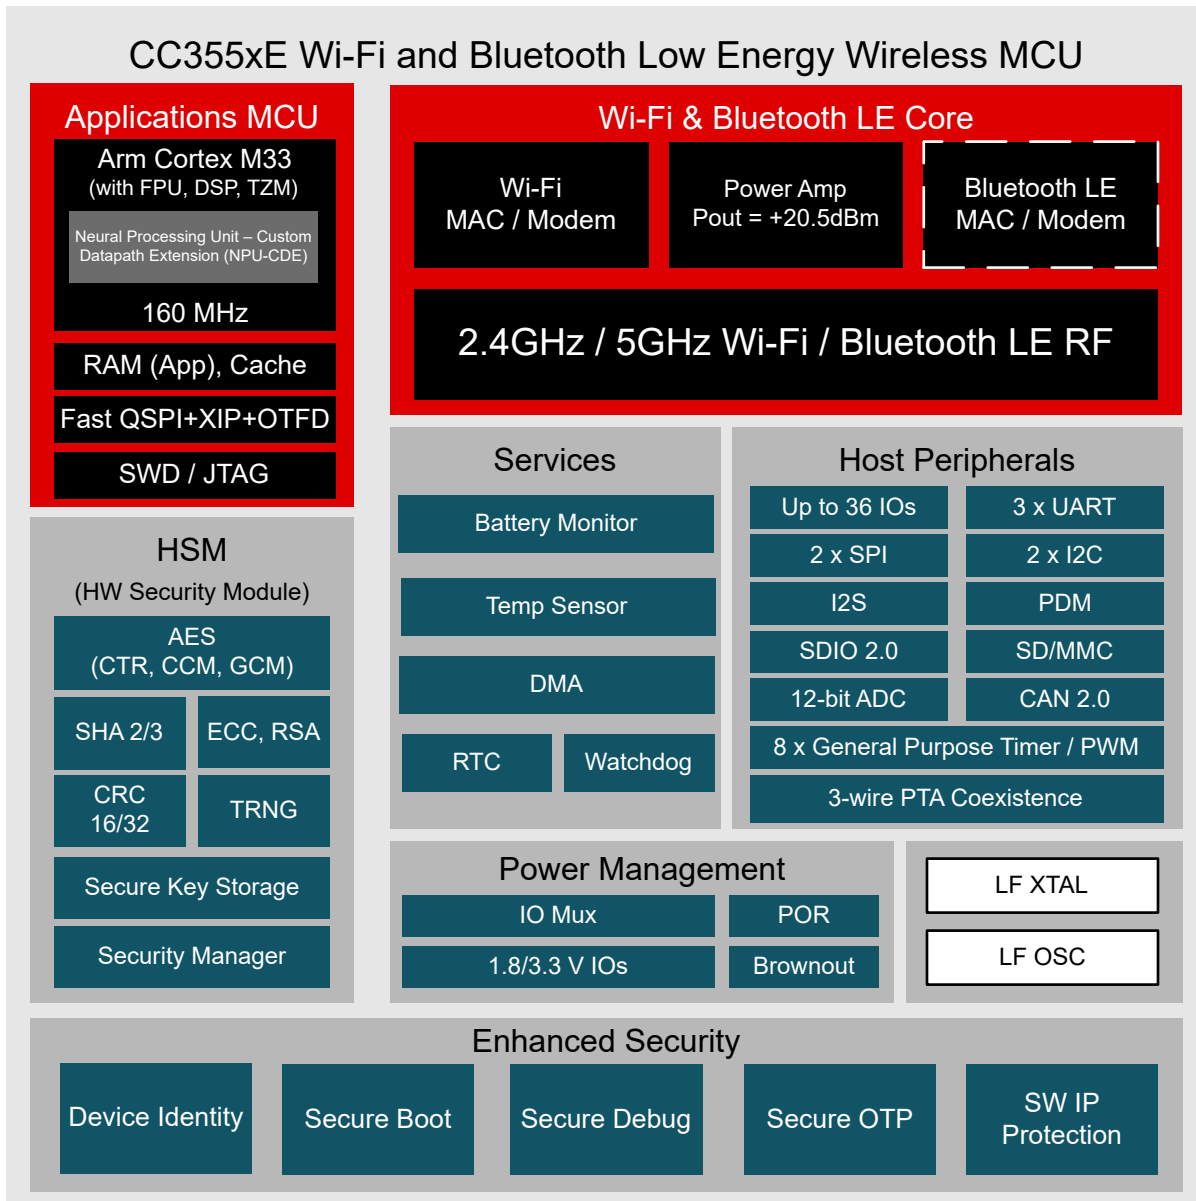 CC355xE Wi-Fi and Bluetooth Low Energy Wireless MCU
Applications MCU
Arm Cortex M33
(with FPU, DSP, TZM)
Neural Processing Unit – Custom
Datapath Extension (NPU-CDE)
160 MHz
RAM (App), Cache
Fast QSPI+XIP+OTFD
SWD / JTAG
Wi-Fi & Bluetooth LE Core
Wi-Fi
MAC / Modem
Power Amp
Pout = +20.5dBm
Bluetooth LE
MAC / Modem
2.4GHz / 5GHz Wi-Fi / Bluetooth LE RF
HSM
(HW Security Module)
AES
(CTR, CCM, GCM)
SHA 2/3
ECC, RSA
CRC
16/32
TRNG
Secure Key Storage
Security Manager
Services
Battery Monitor
Temp Sensor
DMA
RTC
Watchdog
Host Peripherals
Up to 36 IOs
3 x UART
2 x SPI
2 x I2C
I2S
PDM
SDIO 2.0
SD/MMC
12-bit ADC
CAN 2.0
8 x General Purpose Timer / PWM
3-wire PTA Coexistence
Power Management
IO Mux
POR
1.8/3.3 V IOs
Brownout
LF XTAL
LF OSC
Enhanced Security
Device Identity
Secure Boot
Secure Debug
Secure OTP
SW IP
Protection